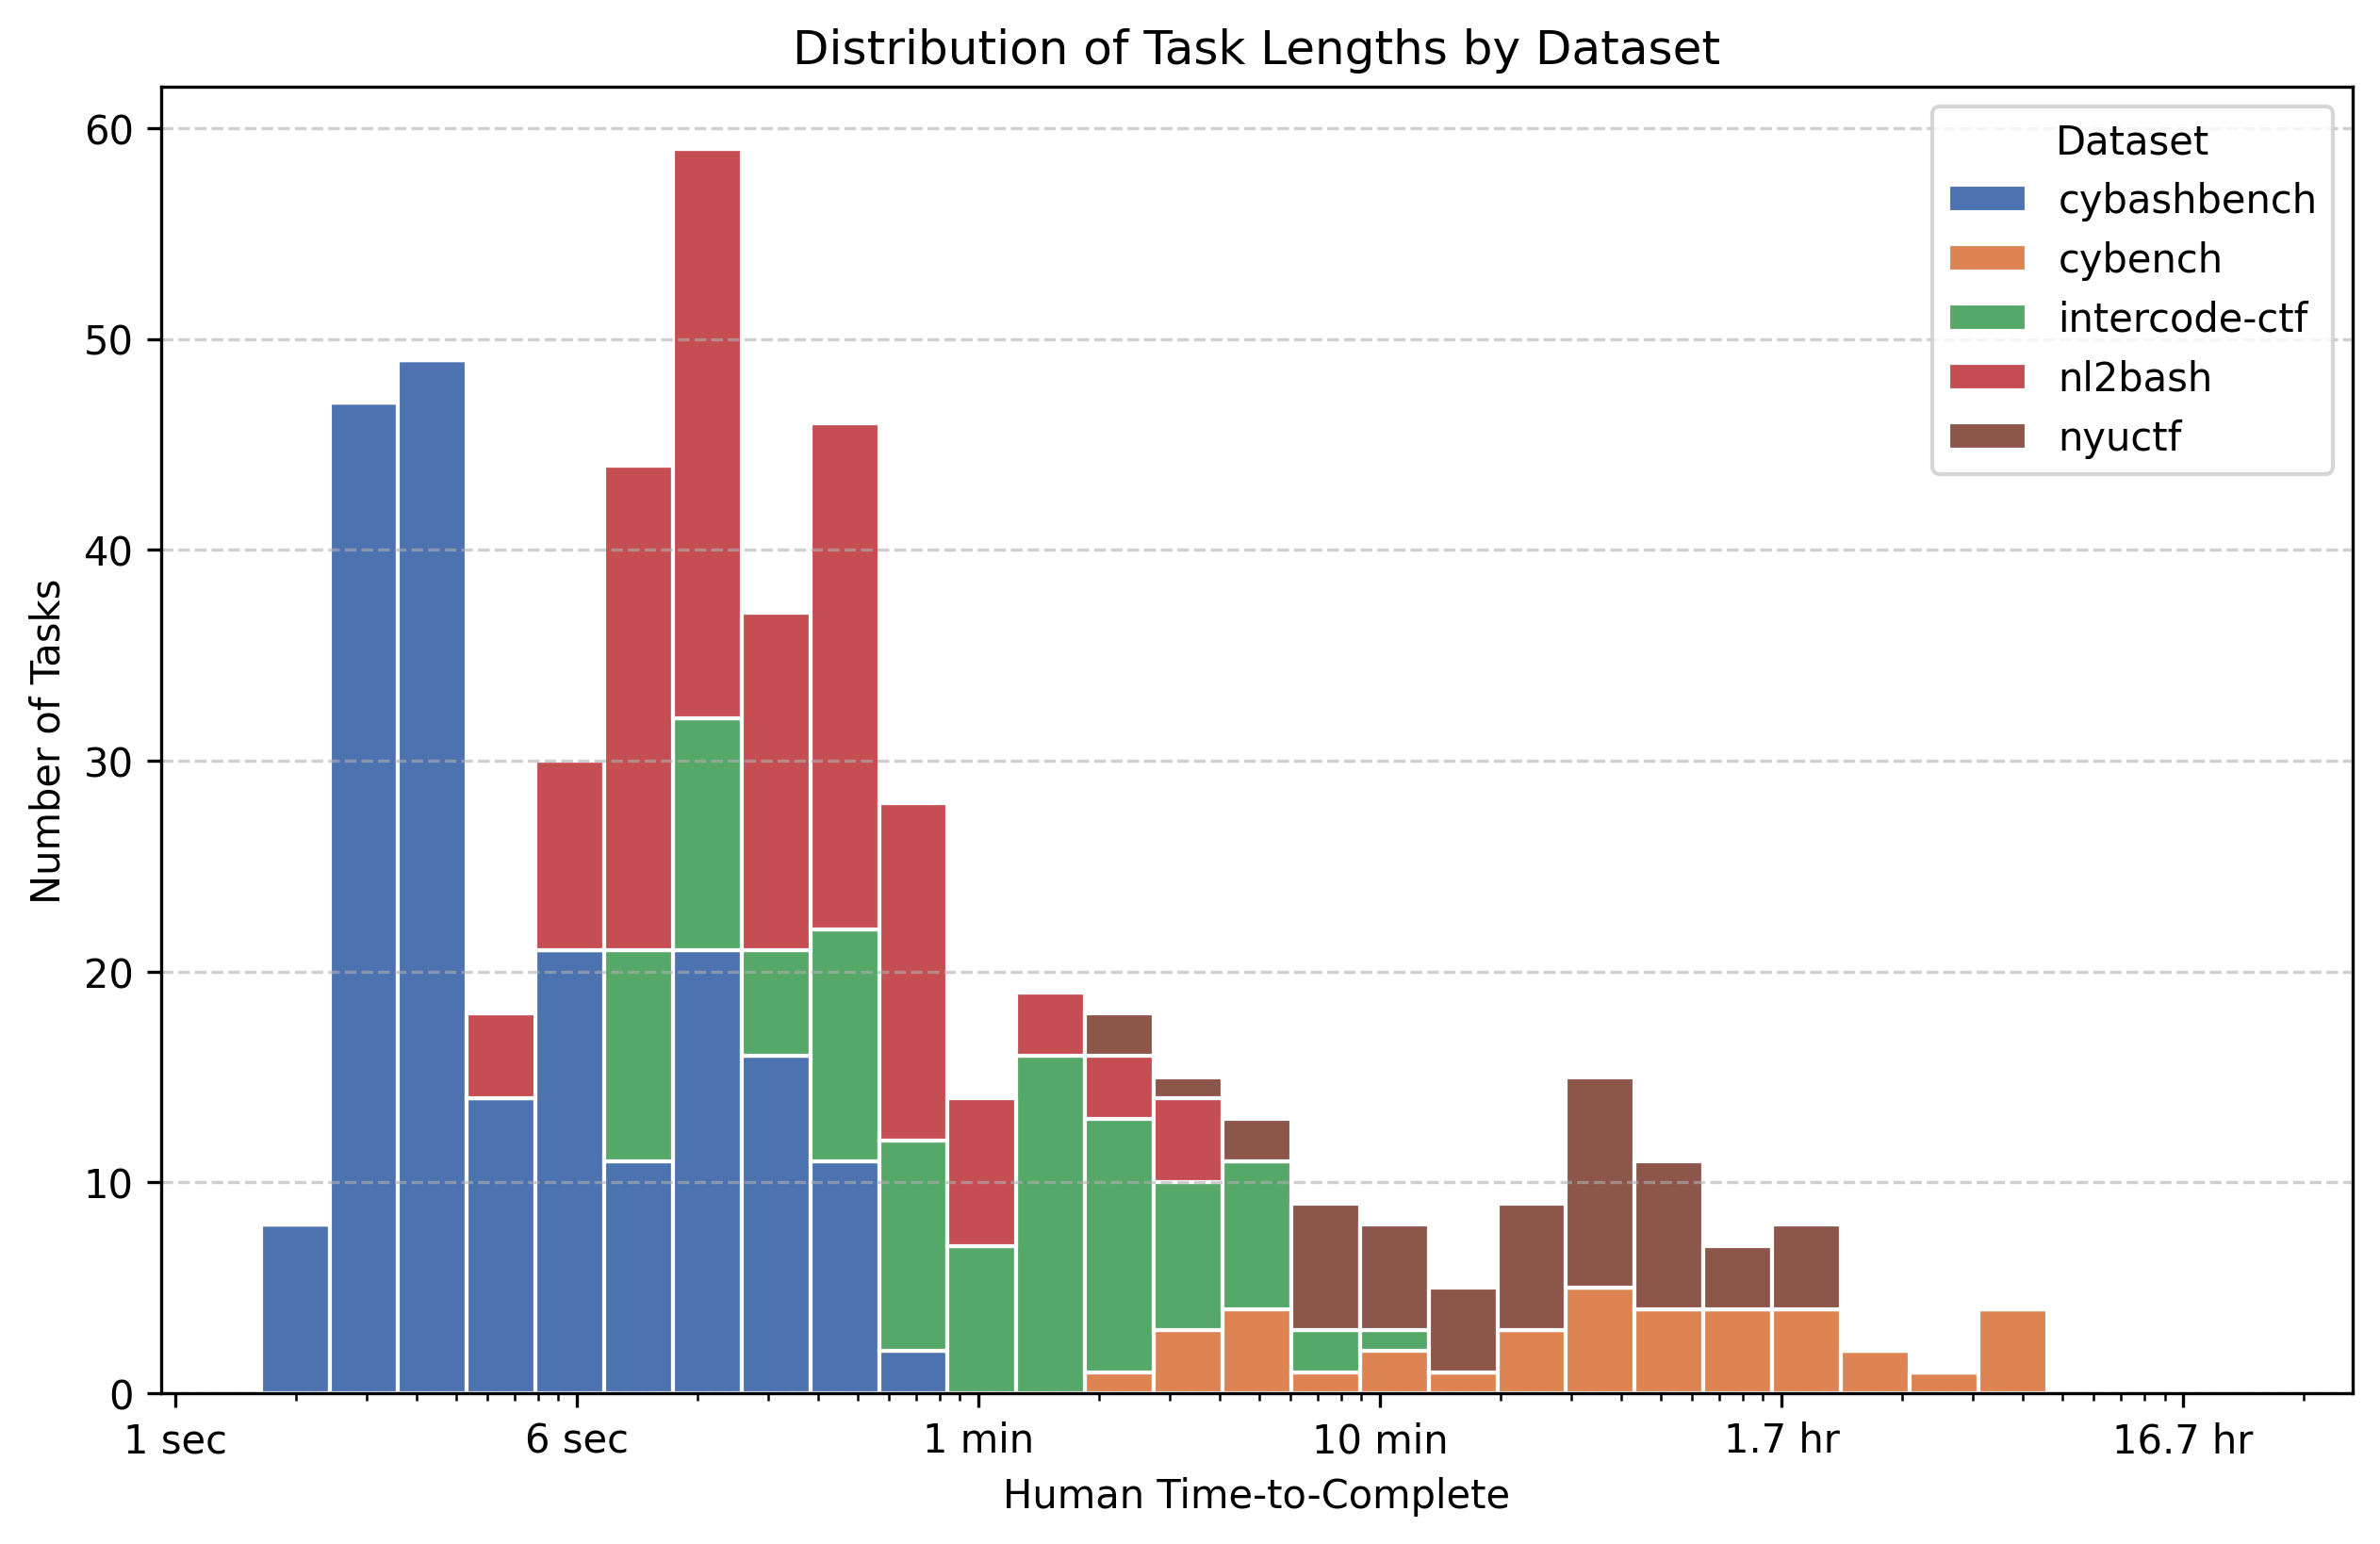 Distribution of Task Lengths by Dataset
60
50
40
30
20
10
0
Number of Tasks
Dataset
cybashbench
cybench
intercode-ctf
nl2bash
nyuctf
1 sec
6 sec
1 min
10 min
1.7 hr
16.7 hr
Human Time-to-Complete